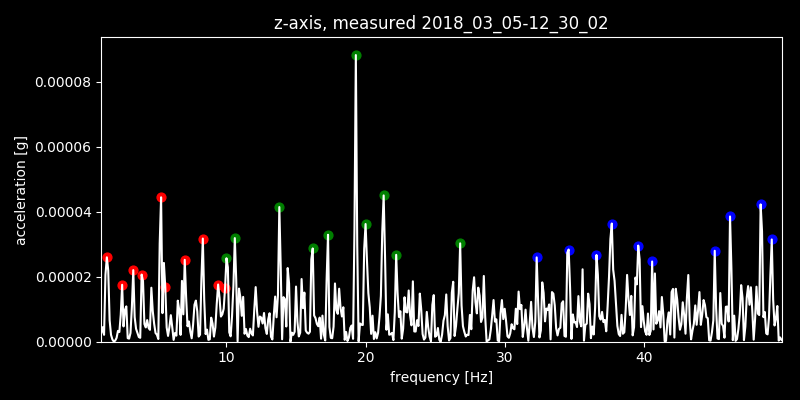 z-axis, measured 2018_03_05-12_30_02
acceleration [g]
0.00008
0.00006
0.00004
0.00002
0.00000
10 20 30 40
frequency [Hz]